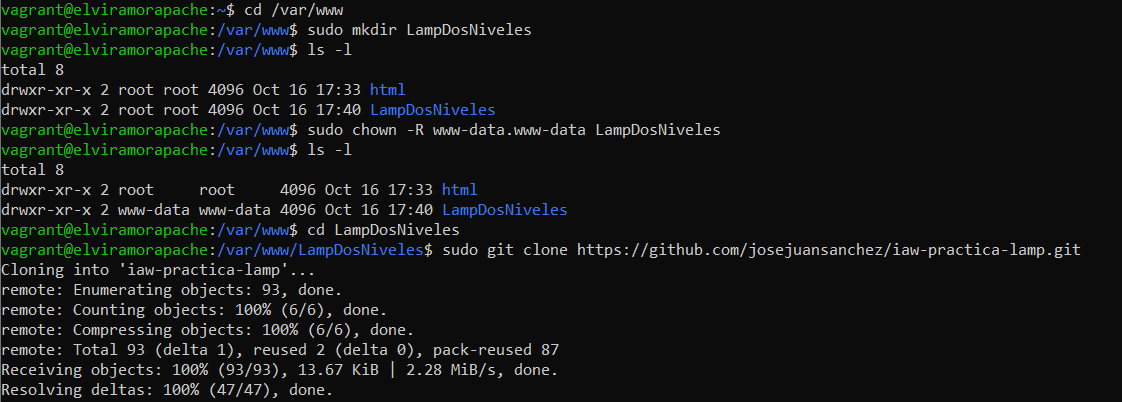 vagrant@elviramorapache:~$ cd /var/www
vagrant@elviramorapache:/var/www$ sudo mkdir LampDosNiveles
vagrant@elviramorapache:/var/www$ ls -l
total 8
drwxr-xr-x 2 root root 4096 Oct 16 17:33 html
drwxr-xr-x 2 root root 4096 Oct 16 17:40 LampDosNiveles
vagrant@elviramorapache:/var/www$ sudo chown -R www-data.www-data LampDosNiveles
vagrant@elviramorapache:/var/www$ ls -l
total 8
drwxr-xr-x 2 root     root     4096 Oct 16 17:33 html
drwxr-xr-x 2 www-data www-data 4096 Oct 16 17:40 LampDosNiveles
vagrant@elviramorapache:/var/www$ cd LampDosNiveles
vagrant@elviramorapache:/var/www/LampDosNiveles$ sudo git clone https://github.com/josejuansanchez/iaw-practica-lamp.git
Cloning into 'iaw-practica-lamp'...
remote: Enumerating objects: 93, done.
remote: Counting objects: 100% (6/6), done.
remote: Compressing objects: 100% (6/6), done.
remote: Total 93 (delta 1), reused 2 (delta 0), pack-reused 87
Receiving objects: 100% (93/93), 13.67 KiB | 2.28 MiB/s, done.
Resolving deltas: 100% (47/47), done.